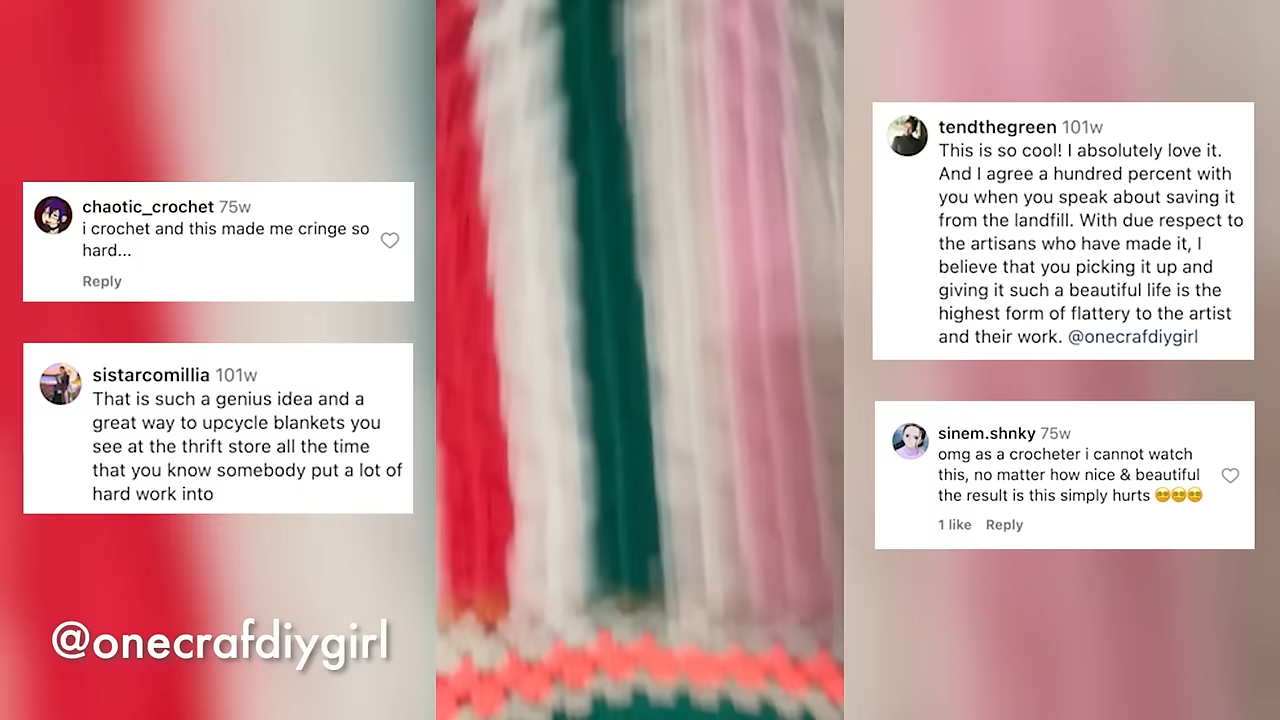 chaotic_crochet 75w
i crochet and this made me cringe so
hard...
Reply
sistarcomillia 101w
That is such a genius idea and a
great way to upcycle blankets you
see at the thrift store all the time
that you know somebody put a lot of
hard work into
@onecrafdiygirl
tendthegreen 101w
This is so cool! I absolutely love it.
And I agree a hundred percent with
you when you speak about saving it
from the landfill. With due respect to
the artisans who have made it, I
believe that you picking it up and
giving it such a beautiful life is the
highest form of flattery to the artist
and their work. @onecrafdiygirl
sinem.shnky 75w
omg as a crocheter i cannot watch
this, no matter how nice & beautiful
the result is this simply hurts 😵‍💫😵‍💫😵‍💫
1 like Reply